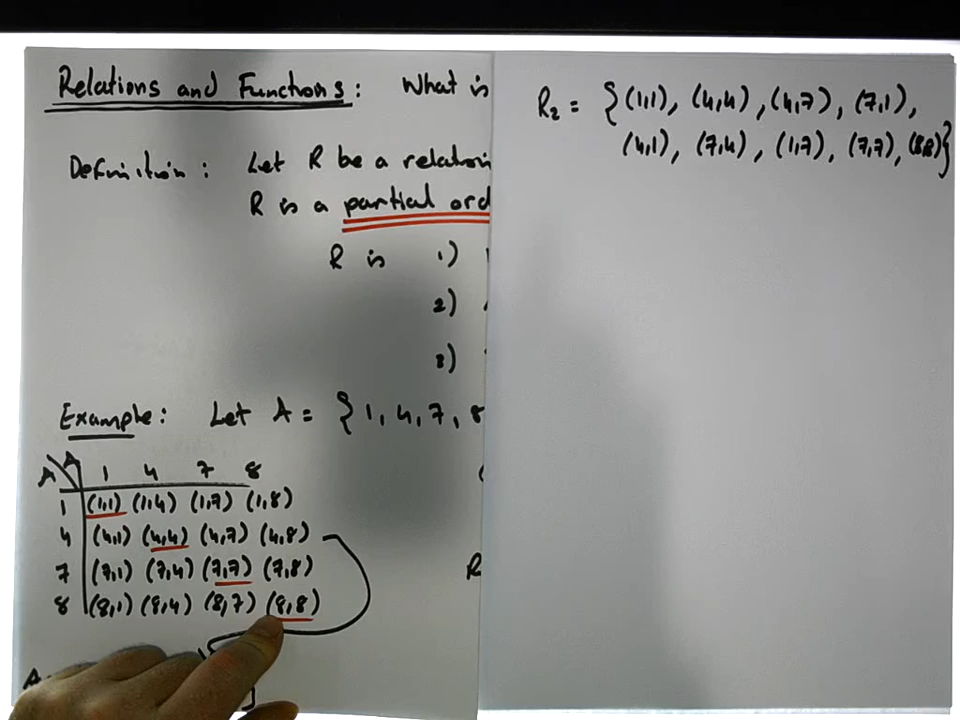 Relations and Functions: What is
Definition: Let R be a relation
R is a partial ord
R is 1)
2)
3)
Example: Let A = {1, 4, 7, 8
A A 1 4 7 8
1 (1,1) (1,4) (1,7) (1,8)
4 (4,1) (4,4) (4,7) (4,8)
7 (7,1) (7,4) (7,7) (7,8)
8 (8,1) (8,4) (8,7) (8,8)
R
A
R₂ = {(1,1), (4,4), (4,7), (7,1),
(4,1), (7,4), (1,7), (7,7), (8,8)}